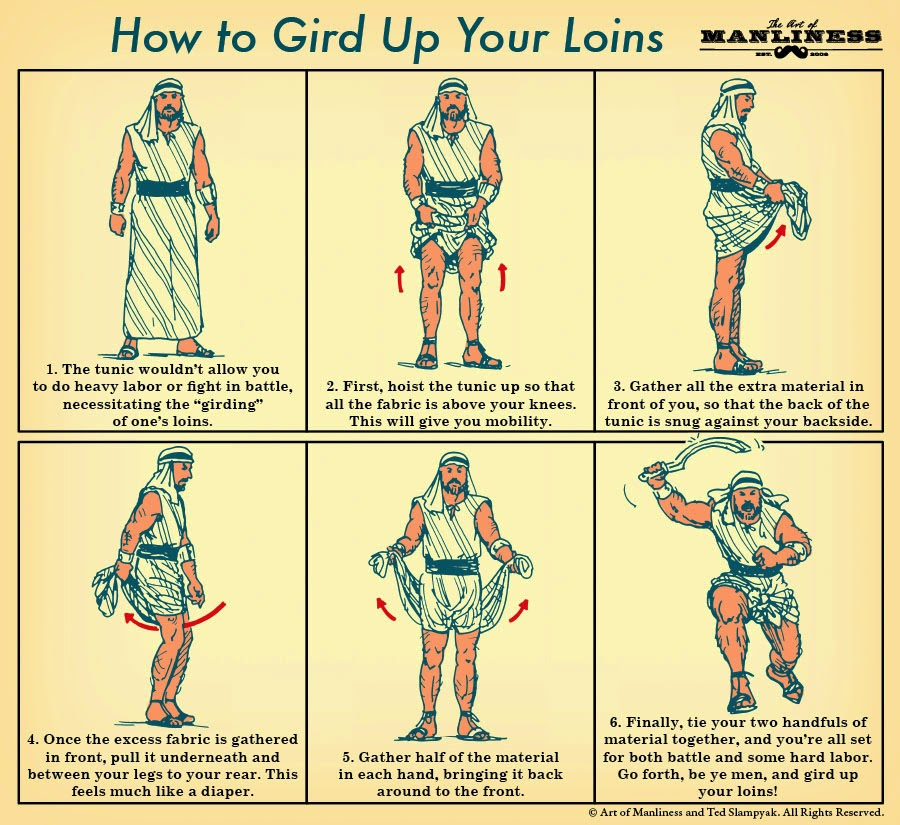 How to Gird Up Your Loins
The Art of
MANLINESS
EST. 2008
1. The tunic wouldn't allow you
to do heavy labor or fight in battle,
necessitating the “girding”
of one's loins.
2. First, hoist the tunic up so that
all the fabric is above your knees.
This will give you mobility.
3. Gather all the extra material in
front of you, so that the back of the
tunic is snug against your backside.
4. Once the excess fabric is gathered
in front, pull it underneath and
between your legs to your rear. This
feels much like a diaper.
5. Gather half of the material
in each hand, bringing it back
around to the front.
6. Finally, tie your two handfuls of
material together, and you're all set
for both battle and some hard labor.
Go forth, be ye men, and gird up
your loins!
© Art of Manliness and Ted Slampyak. All Rights Reserved.